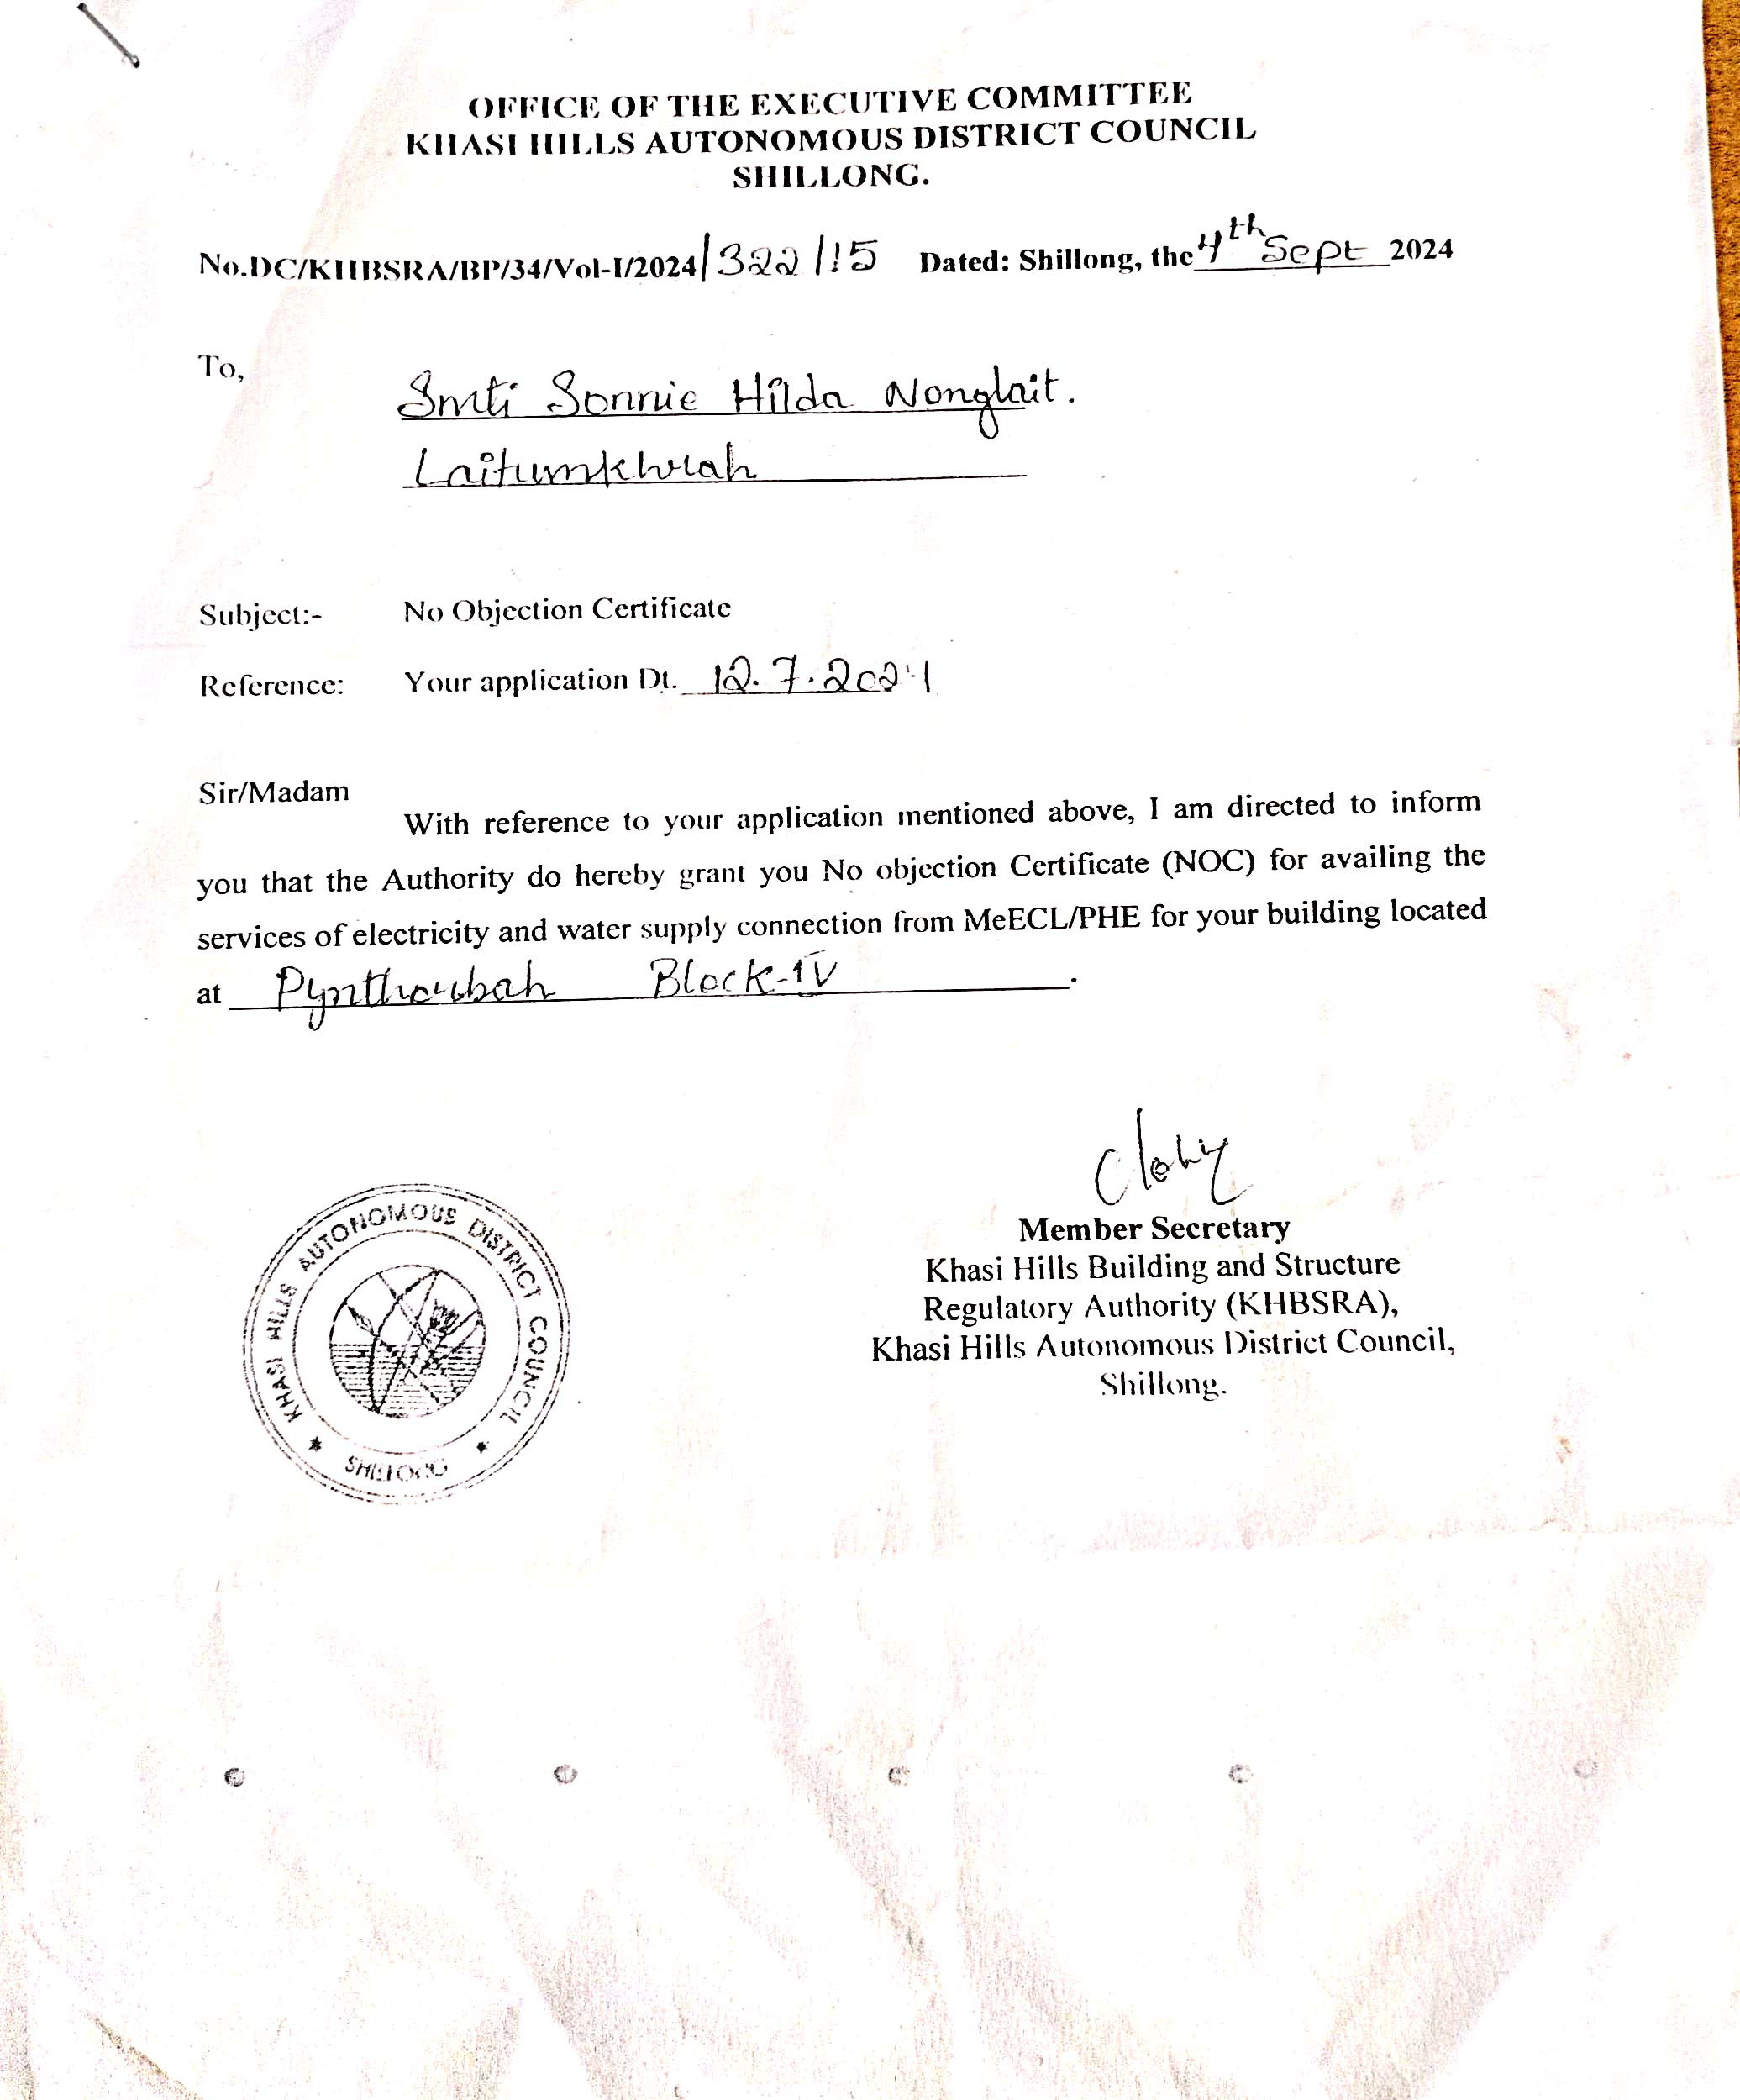 OFFICE OF THE EXECUTIVE COMMITTEE
KHASI HILLS AUTONOMOUS DISTRICT COUNCIL
SHILLONG.
No.DC/KHBSRA/BP/34/Vol-I/2024/322/15 Dated: Shillong, the 4th Sept 2024
To,
Smti Sonnie Hilda Nonglait.
Laitumkhrah
Subject:- No Objection Certificate
Reference: Your application Dt. 12.7.2024
Sir/Madam
With reference to your application mentioned above, I am directed to inform
you that the Authority do hereby grant you No objection Certificate (NOC) for availing the
services of electricity and water supply connection from MeECL/PHE for your building located
at Pynthorbah Block-IV.
Member Secretary
Khasi Hills Building and Structure
Regulatory Authority (KHBSRA),
Khasi Hills Autonomous District Council,
Shillong.
KHASI HILLS AUTONOMOUS DISTRICT COUNCIL
SHILLONG